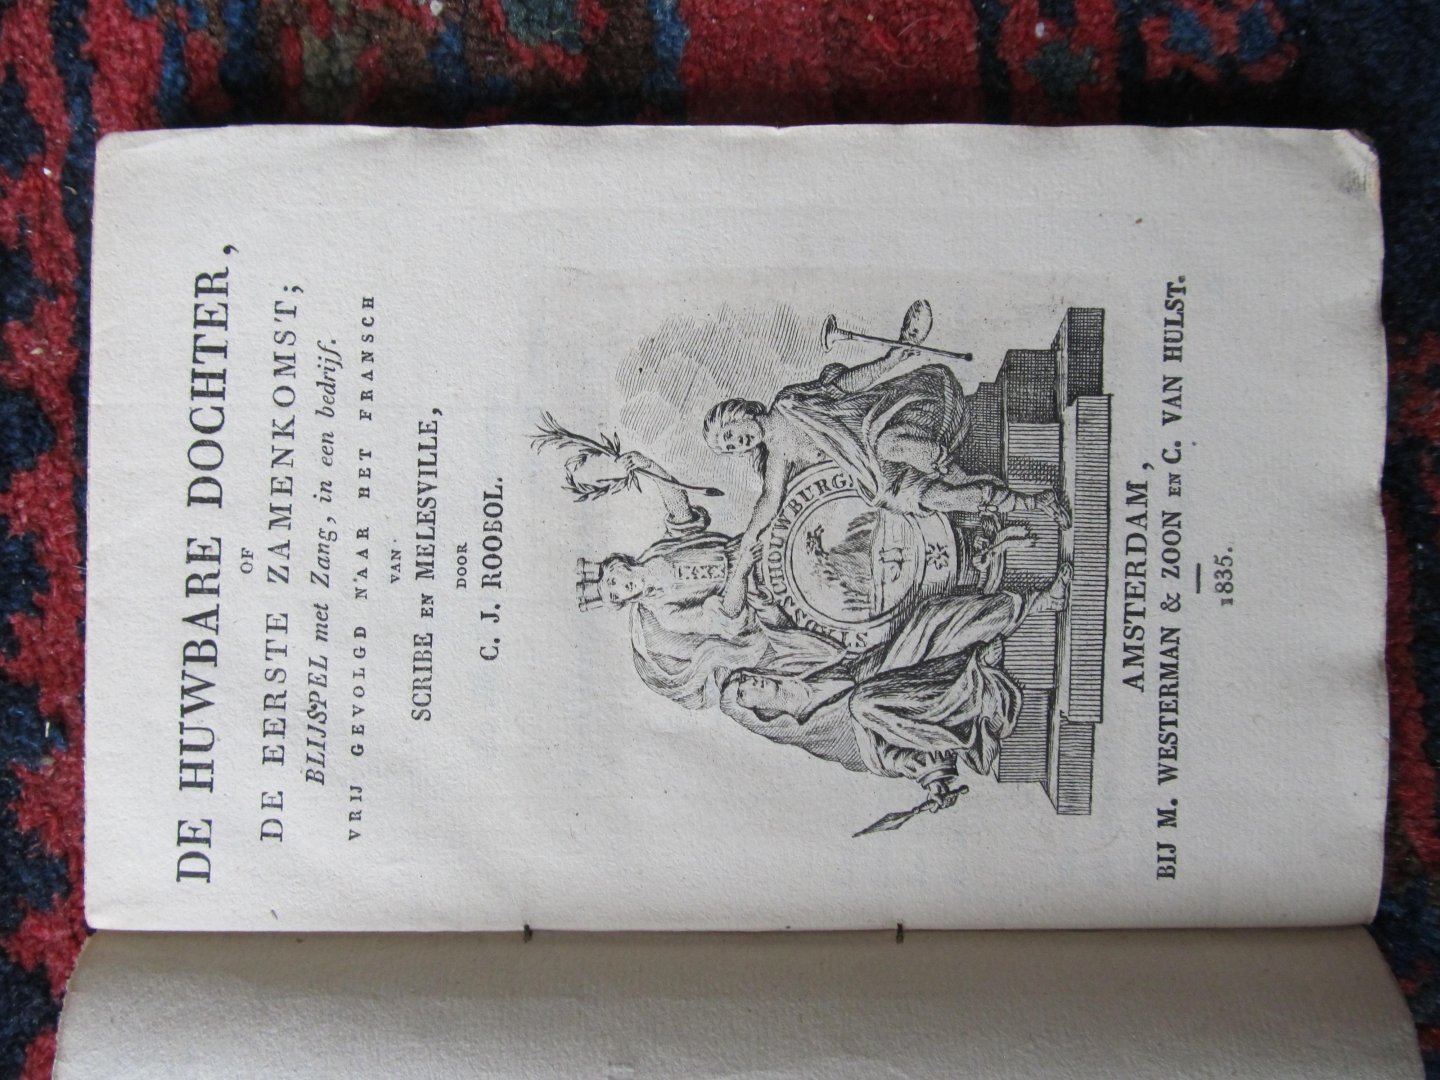 DE HUWBARE DOCHTER,
OF
DE EERSTE ZAMENKOMST;
BLIJSPEL met Zang, in een bedrijf.
VRIJ GEVOLGD NAAR HET FRANSCH
VAN
SCRIBE EN MELESVILLE,
DOOR
C. J. ROOBOL.
SCHOUWBURG
AMSTERDAM,
BIJ M. WESTERMAN & ZOON EN C. VAN HULST.
1835.